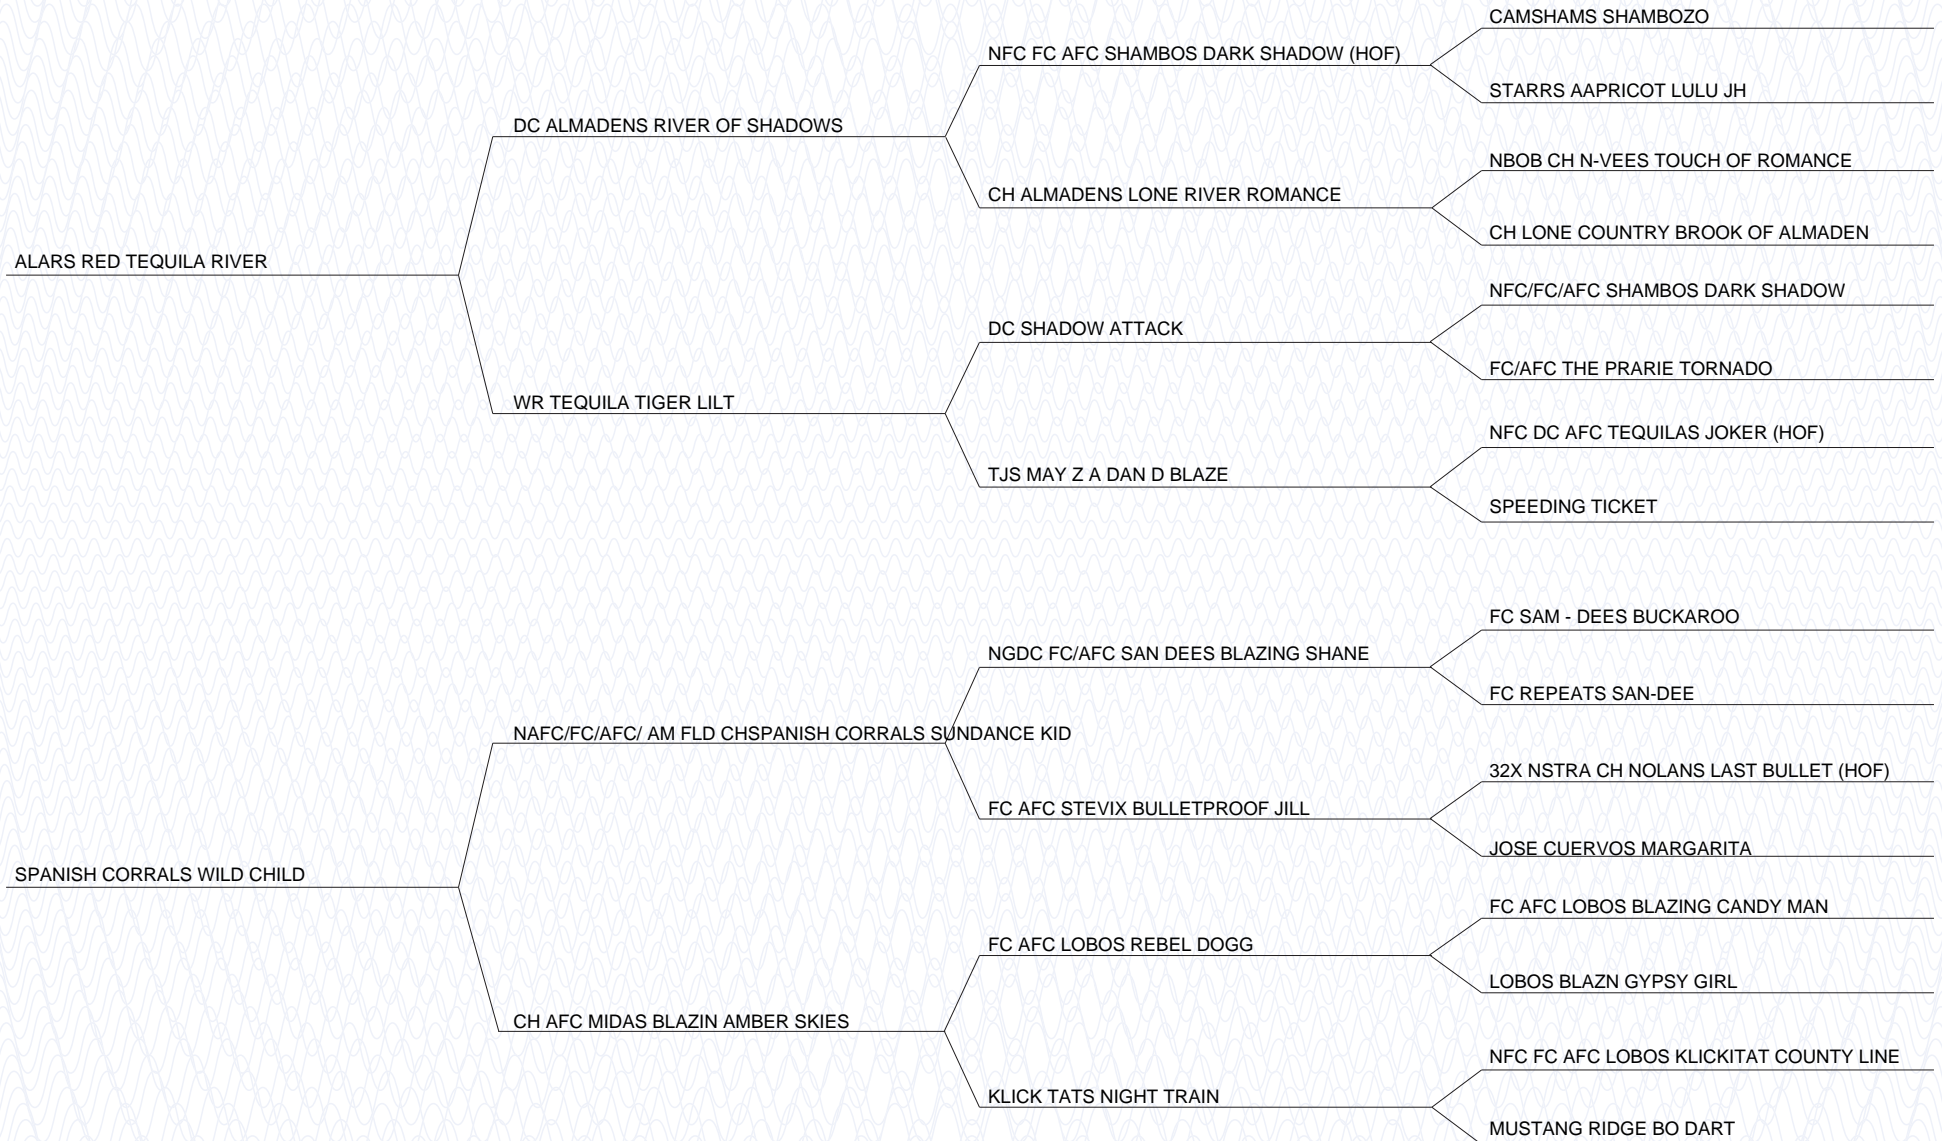 CAMSHAMS SHAMBOZO
NFC FC AFC SHAMBOS DARK SHADOW (HOF)
STARRS AAPRICOT LULU JH
DC ALMADENS RIVER OF SHADOWS
NBOB CH N-VEES TOUCH OF ROMANCE
CH ALMADENS LONE RIVER ROMANCE
CH LONE COUNTRY BROOK OF ALMADEN
ALARS RED TEQUILA RIVER
NFC/FC/AFC SHAMBOS DARK SHADOW
DC SHADOW ATTACK
FC/AFC THE PRARIE TORNADO
WR TEQUILA TIGER LILT
NFC DC AFC TEQUILAS JOKER (HOF)
TJS MAY Z A DAN D BLAZE
SPEEDING TICKET
FC SAM - DEES BUCKAROO
NGDC FC/AFC SAN DEES BLAZING SHANE
FC REPEATS SAN-DEE
NAFC/FC/AFC/ AM FLD CHSPANISH CORRALS SUNDANCE KID
32X NSTRA CH NOLANS LAST BULLET (HOF)
FC AFC STEVIX BULLETPROOF JILL
JOSE CUERVOS MARGARITA
SPANISH CORRALS WILD CHILD
FC AFC LOBOS BLAZING CANDY MAN
FC AFC LOBOS REBEL DOGG
LOBOS BLAZN GYPSY GIRL
CH AFC MIDAS BLAZIN AMBER SKIES
NFC FC AFC LOBOS KLICKITAT COUNTY LINE
KLICK TATS NIGHT TRAIN
MUSTANG RIDGE BO DART